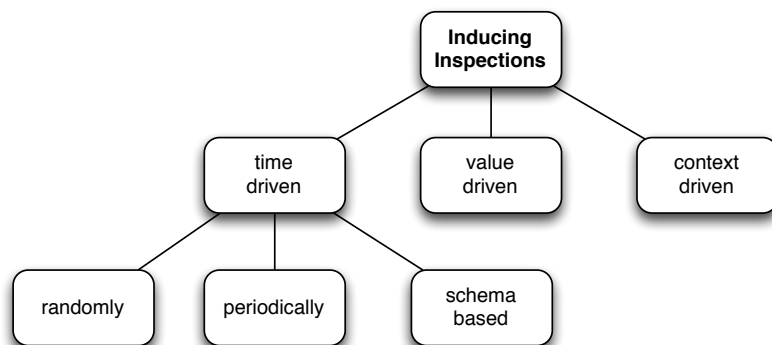 Inducing
Inspections
time
driven
value
driven
context
driven
randomly
periodically
schema
based